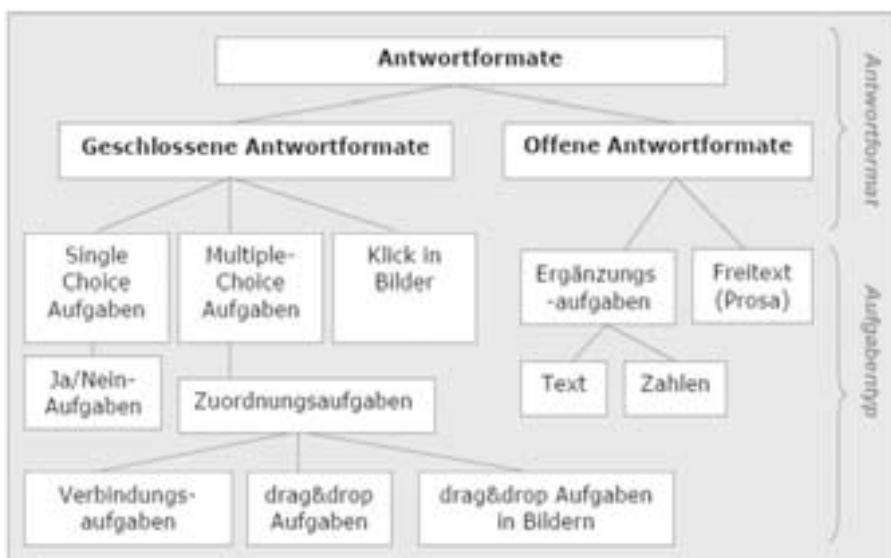 Antwortformate
Geschlossene Antwortformate
Offene Antwortformate
Antwortformat
Single
Choice
Aufgaben
Multiple-
Choice
Aufgaben
Klick in
Bilder
Ergänzungs
-aufgaben
Freitext
(Prosa)
Aufgabentyp
Ja/Nein-
Aufgaben
Zuordnungsaufgaben
Text
Zahlen
Verbindungs-
aufgaben
drag&drop
Aufgaben
drag&drop Aufgaben
in Bildern